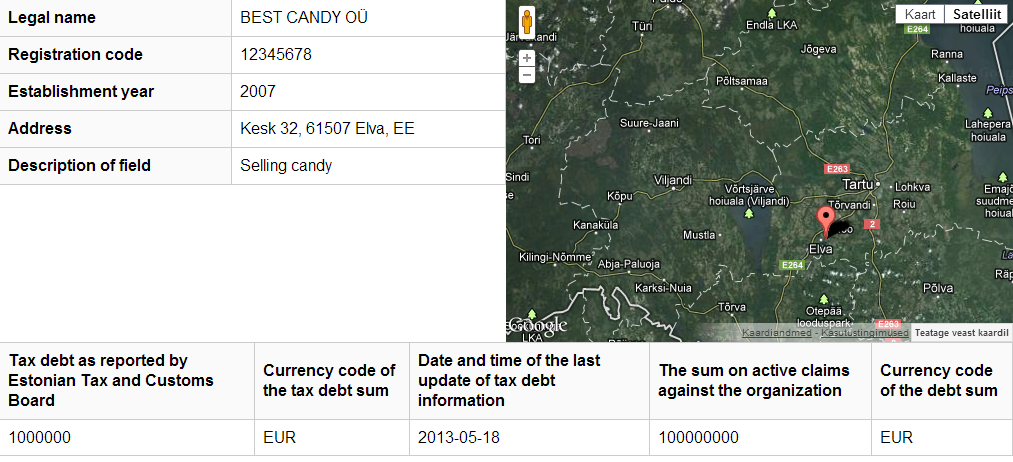 Legal name BEST CANDY OÜ
Registration code 12345678
Establishment year 2007
Address Kesk 32, 61507 Elva, EE
Description of field Selling candy
Kaart Satelliit
Türi
Endla LKA
E264
hoiuala
Järvakandi
Jõgeva
Ranna
Kallaste
Põltsamaa
Peips
Suure-Jaani
Lahepera
hoiuala
Tori
E263
Sindi
Viljandi
Võrtsjärve
hoiuala (Viljandi)
Tartu
Lohkva
Emajõ
suudme
hoiuala
Kõpu
Tõrvandi
Roiu
Kanaküla
Mustla
2
Elva
Kilingi-Nõmme
Abja-Paluoja
E264
Karksi-Nuia
Põlva
Tõrva
Otepää
looduspark
E263
Google
LKA
Kaardiandmed - Kasutustingimused Teatage veast kaardil
Tax debt as reported by
Estonian Tax and Customs
Board
Currency code of
the tax debt sum
Date and time of the last
update of tax debt
information
The sum on active claims
against the organization
Currency code
of the debt sum
1000000 EUR 2013-05-18 100000000 EUR